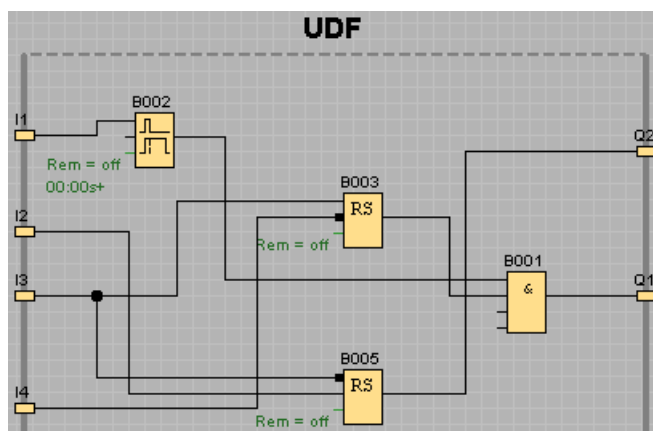 UDF
B002
I1
Q2
Rem = off
00:00s+
B003
RS
I2
Rem = off
B001
&
I3
Q1
B005
RS
I4
Rem = off